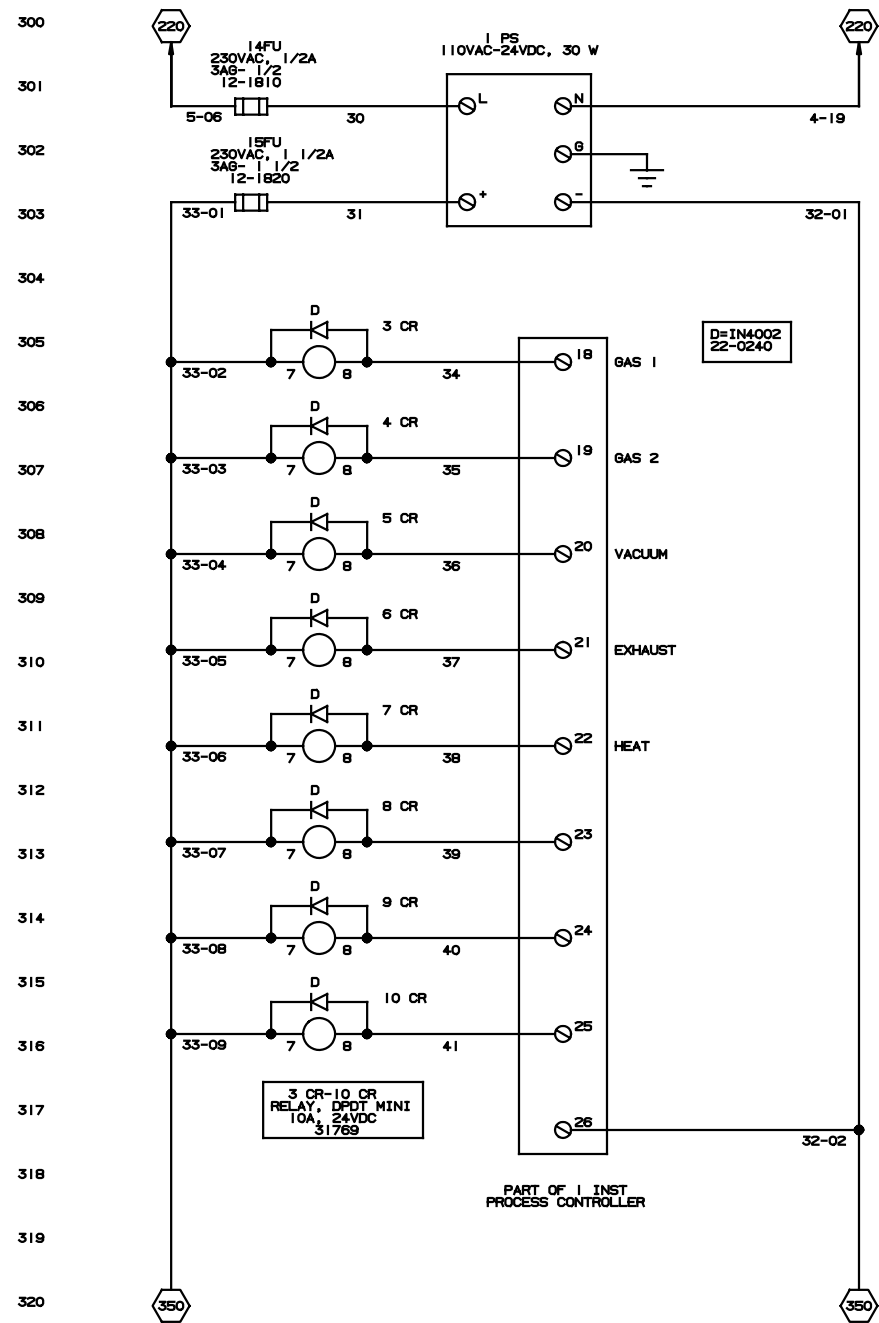 300
220
220
14FU
230VAC, 1/2A
3AG- 1/2
12-1810
1 PS
110VAC-24VDC, 30 W
301
L
N
5-06
30
4-19
302
15FU
230VAC, 1 1/2A
3AG- 1 1/2
12-1820
G
303
+
-
33-01
31
32-01
304
D
3 CR
305
D=IN4002
22-0240
18
GAS 1
33-02
7
8
34
306
D
4 CR
307
19
GAS 2
33-03
7
8
35
308
D
5 CR
20
VACUUM
33-04
7
8
36
309
D
6 CR
310
21
EXHAUST
33-05
7
8
37
311
D
7 CR
22
HEAT
33-06
7
8
38
312
D
8 CR
313
23
33-07
7
8
39
314
D
9 CR
24
33-08
7
8
40
315
D
10 CR
316
25
33-09
7
8
41
317
3 CR-10 CR
RELAY, DPDT MINI
10A, 24VDC
31769
26
32-02
318
PART OF 1 INST
PROCESS CONTROLLER
319
320
350
350